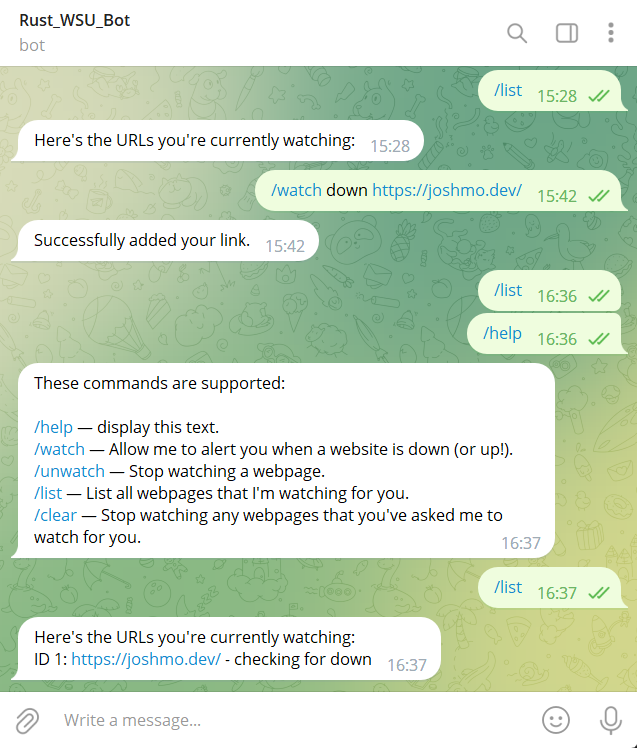 Rust_WSU_Bot
bot
/list 15:28
Here's the URLs you're currently watching: 15:28
/watch down https://joshmo.dev/ 15:42
Successfully added your link. 15:42
/list 16:36
/help 16:36
These commands are supported:
/help — display this text.
/watch — Allow me to alert you when a website is down (or up!).
/unwatch — Stop watching a webpage.
/list — List all webpages that I'm watching for you.
/clear — Stop watching any webpages that you've asked me to
watch for you. 16:37
/list 16:37
Here's the URLs you're currently watching:
ID 1: https://joshmo.dev/ - checking for down 16:37
Write a message...